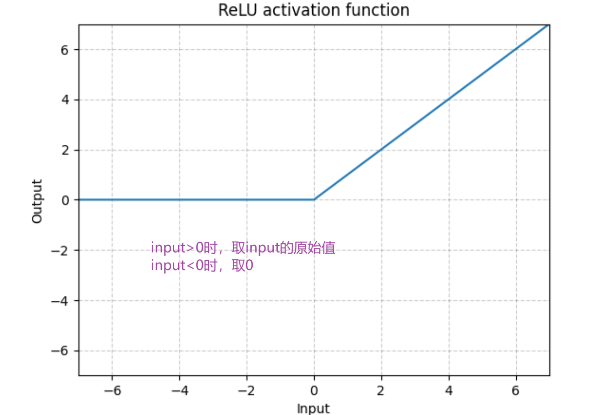 ReLU activation function
6
4
2
0
−2
−4
−6
Output
input>0时，取input的原始值
input<0时，取0
−6 −4 −2 0 2 4 6
Input